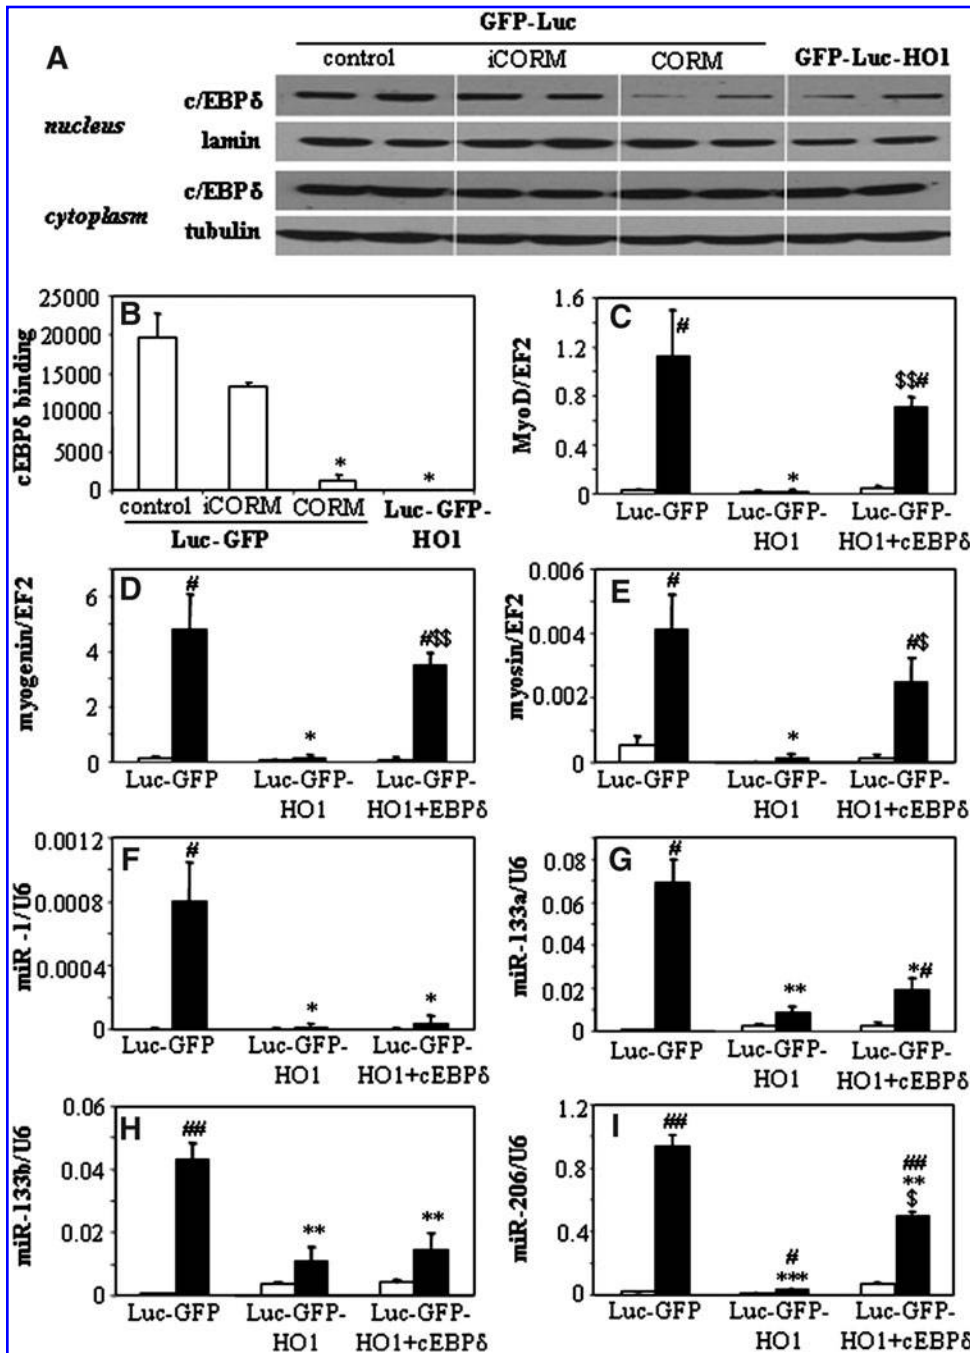 A
GFP-Luc
control iCORM CORM GFP-Luc-HO1
nucleus
c/EBPδ
lamin
cytoplasm
c/EBPδ
tubulin
B
cEBPδ binding
25000
20000
15000
10000
5000
0
*
*
control iCORM CORM Luc-GFP-
Luc-GFP HO1
C
MyoD/EF2
1.6
1.2
0.8
0.4
0
#
*
$$#
Luc-GFP Luc-GFP- Luc-GFP-
HO1 HO1+cEBPδ
D
myogenin/EF2
6
4
2
0
#
*
#$$
Luc-GFP Luc-GFP- Luc-GFP-
HO1 HO1+EBPδ
E
myosin/EF2
0.006
0.004
0.002
0
#
*
#$
Luc-GFP Luc-GFP- Luc-GFP-
HO1 HO1+cEBPδ
F
miR -1/U6
0.0012
0.0008
0.0004
0
#
*
*
Luc-GFP Luc-GFP- Luc-GFP-
HO1 HO1+cEBPδ
G
miR-133a/U6
0.08
0.06
0.04
0.02
0
#
**
*#
Luc-GFP Luc-GFP- Luc-GFP-
HO1 HO1+cEBPδ
H
miR-133b/U6
0.06
0.04
0.02
0
##
**
**
Luc-GFP Luc-GFP- Luc-GFP-
HO1 HO1+cEBPδ
I
miR-206/U6
1.2
0.8
0.4
0
##
#
***
##
**
$
Luc-GFP Luc-GFP- Luc-GFP-
HO1 HO1+cEBPδ